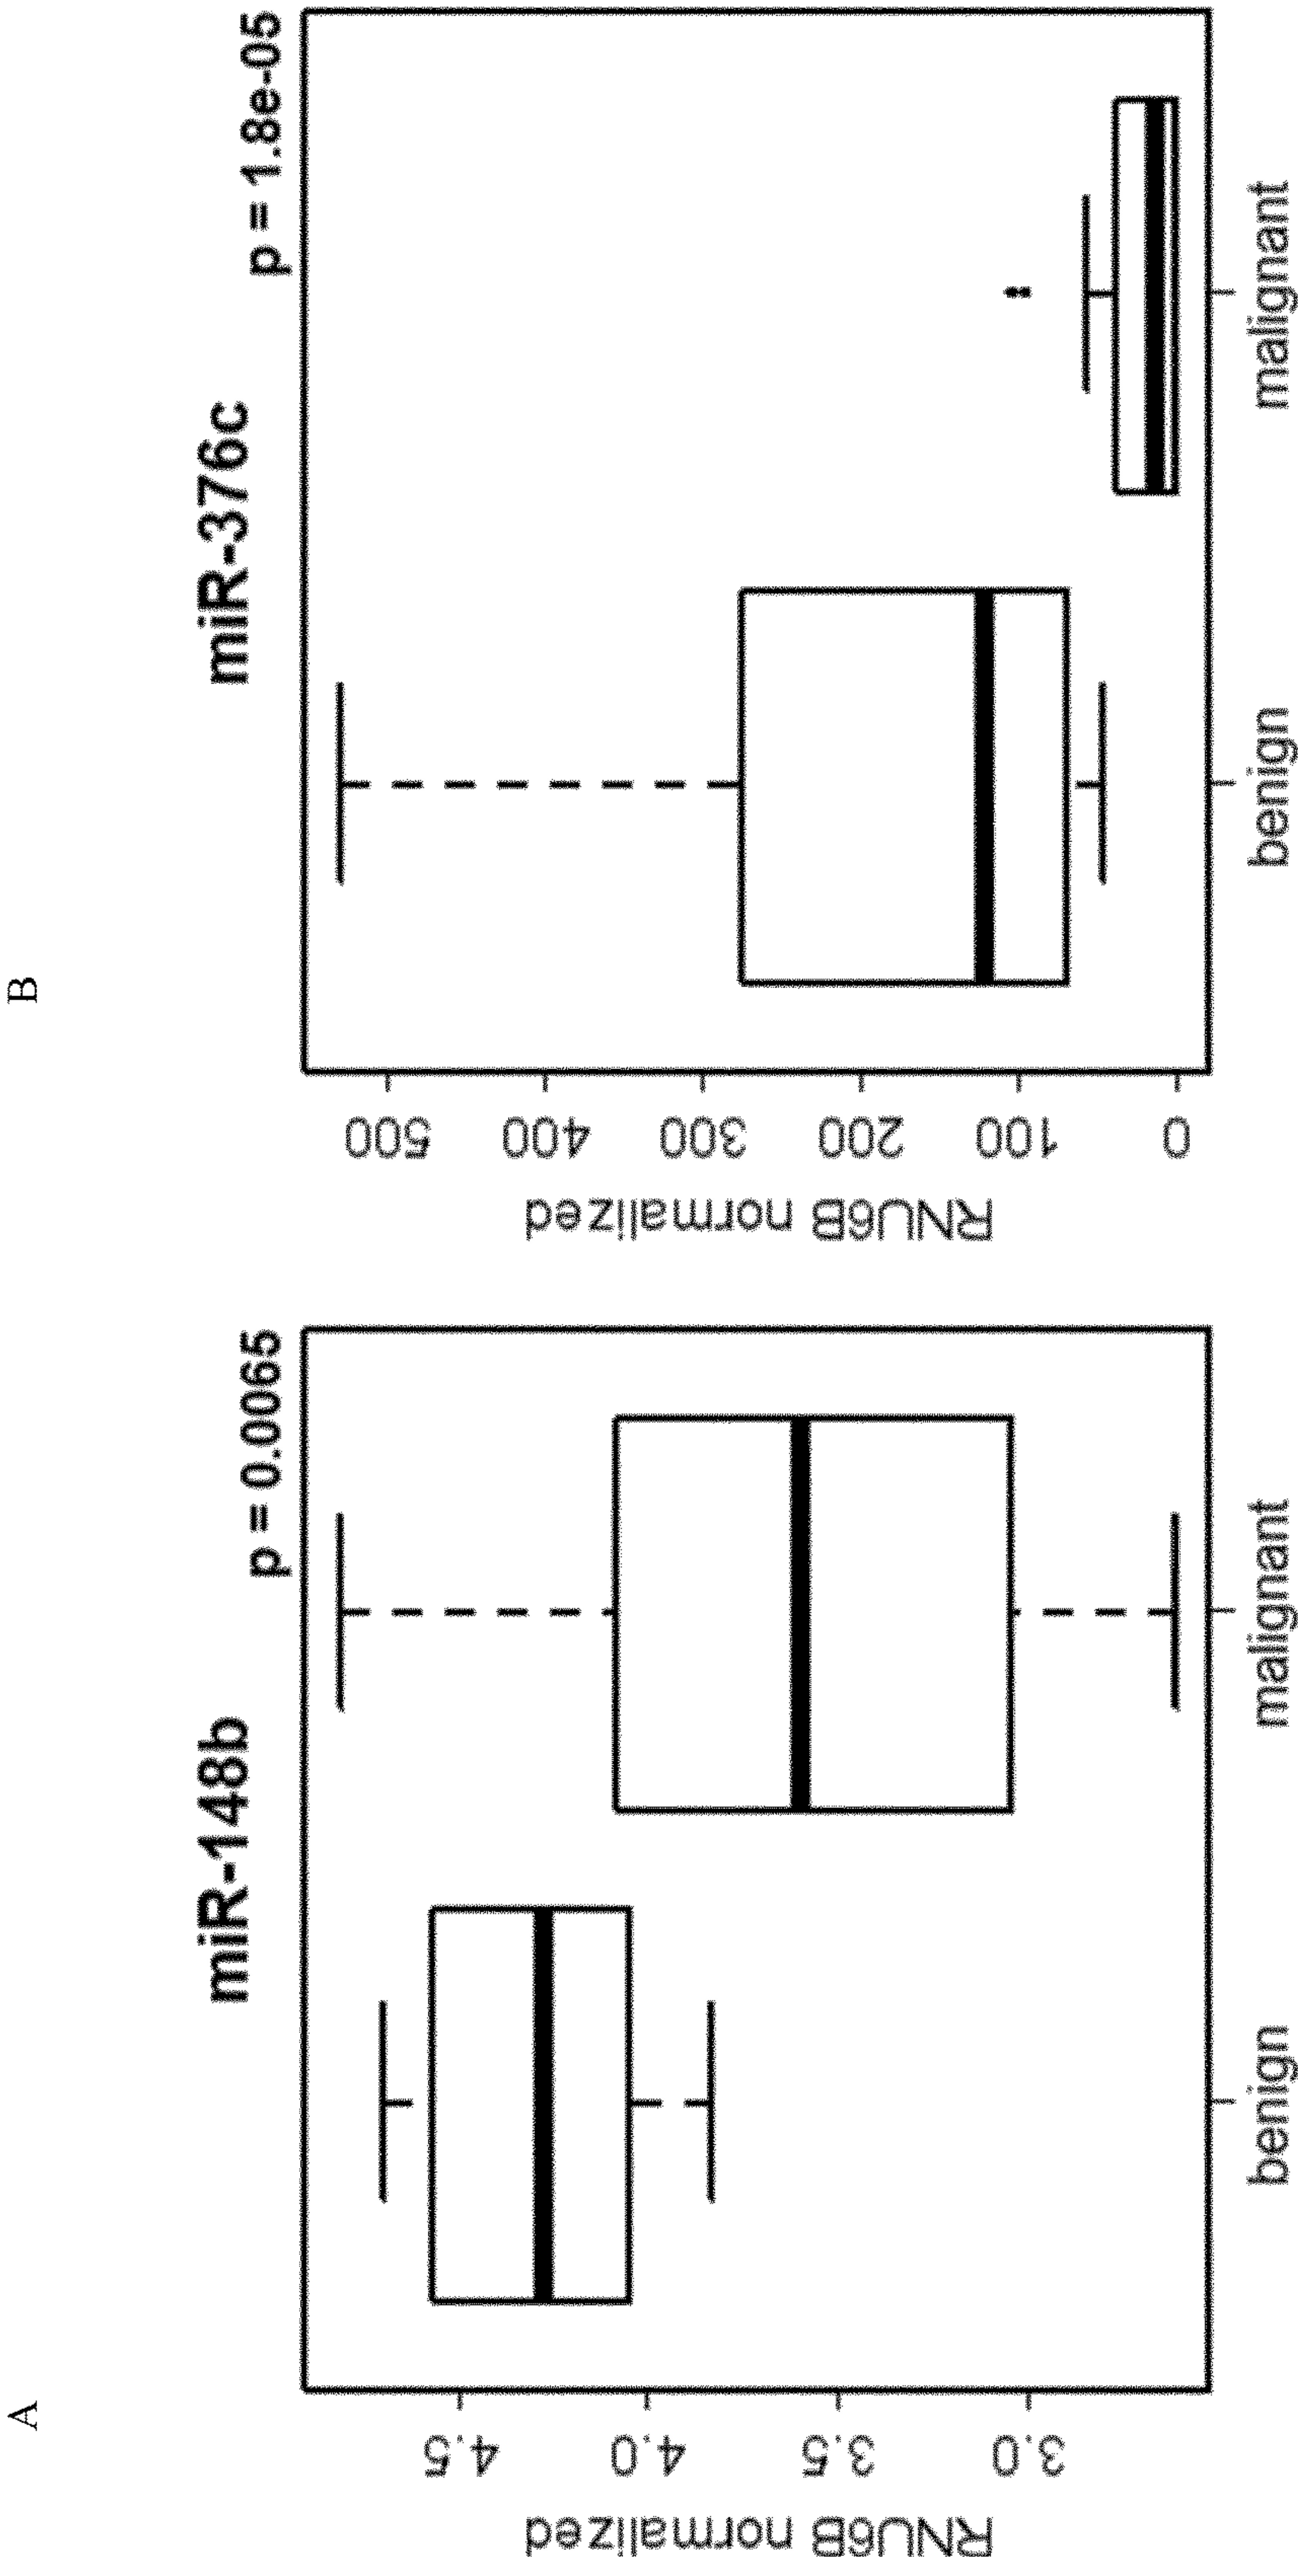 A
miR-148b
p = 0.0065
RNU6B normalized
4.5
4.0
3.5
3.0
benign
malignant
B
miR-376c
p = 1.8e-05
RNU6B normalized
500
400
300
200
100
0
benign
malignant